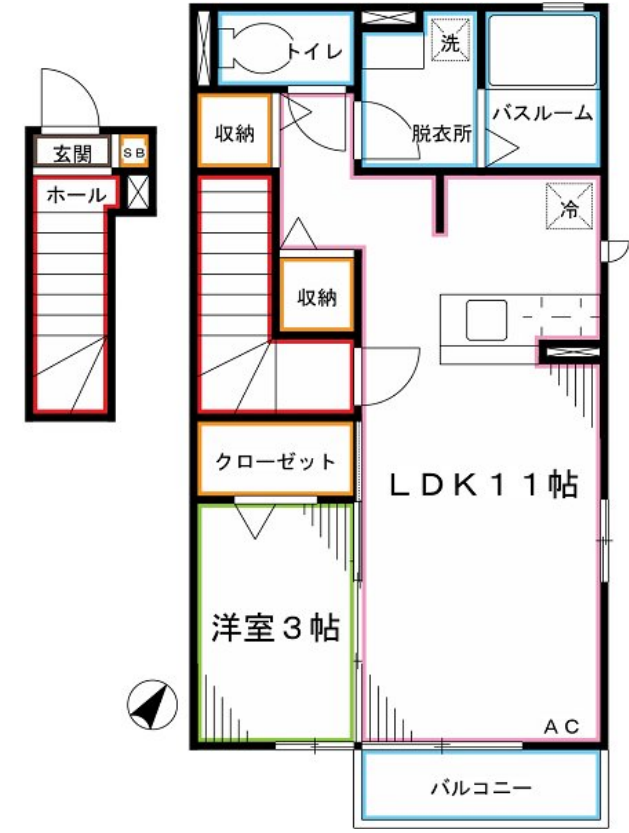 トイレ
洗
バスルーム
収納
脱衣所
玄関
SB
ホール
冷
収納
クローゼット
LDK11帖
洋室3帖
AC
バルコニー